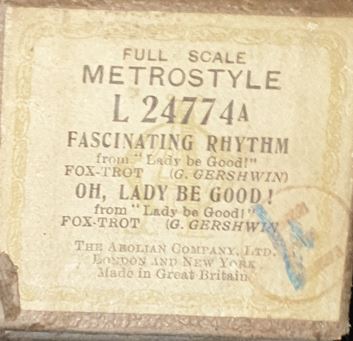 FULL SCALE
METROSTYLE
L 24774A
FASCINATING RHYTHM
from "Lady be Good!"
FOX-TROT (G. GERSHWIN)
OH, LADY BE GOOD!
from "Lady be Good!"
FOX-TROT (G. GERSHWIN
THE AEOLIAN COMPANY, LTD.
LONDON AND NEW YORK
Made in Great Britain